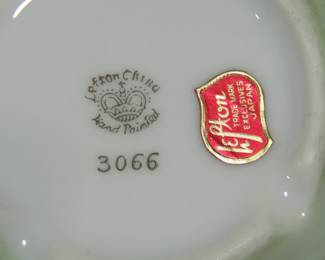 Lefton China
Hand Painted
3066
Lefton
TRADE MARK
EXCLUSIVES
JAPAN